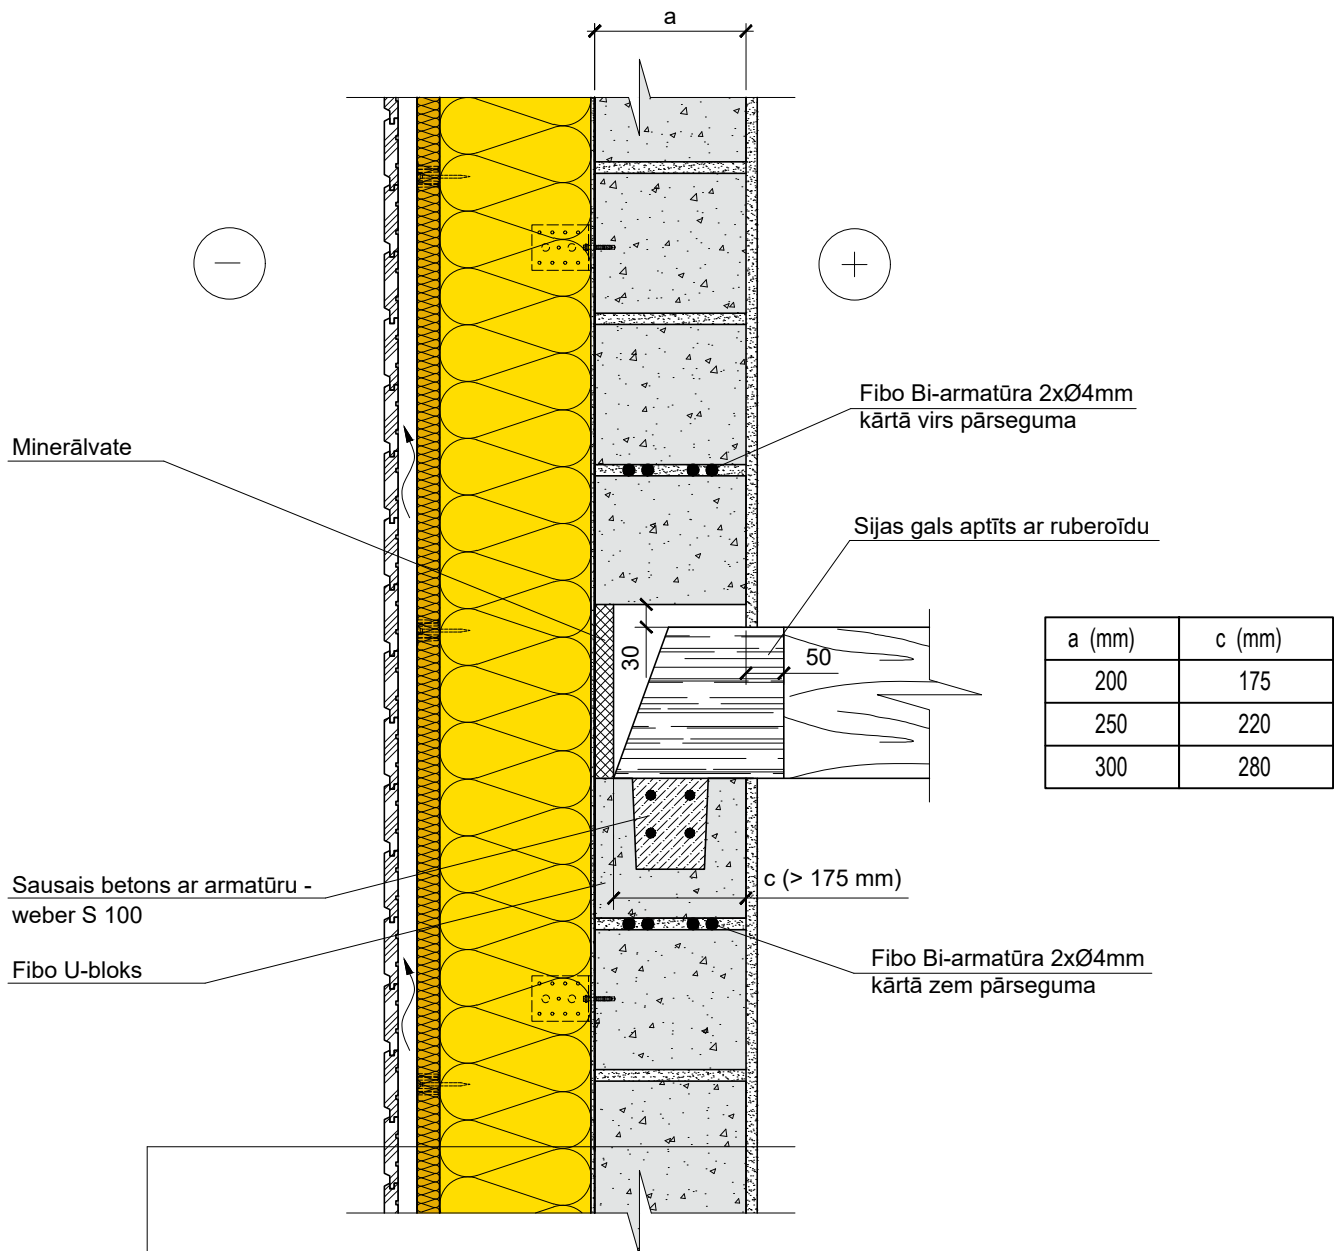 a
−
+
Fibo Bi-armatūra 2xØ4mm
kārtā virs pārseguma
Minerālvate
Sijas gals aptīts ar ruberoīdu
30
50
a (mm) c (mm)
200 175
250 220
300 280
Sausais betons ar armatūru -
weber S 100
c (> 175 mm)
Fibo U-bloks
Fibo Bi-armatūra 2xØ4mm
kārtā zem pārseguma